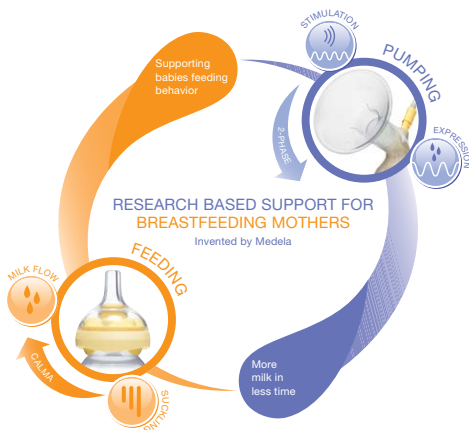 STIMULATION
PUMPING
EXPRESSION
2-PHASE
Supporting
babies feeding
behavior
RESEARCH BASED SUPPORT FOR
BREASTFEEDING MOTHERS
Invented by Medela
FEEDING
MILK FLOW
CALMA
SUCKLING
More
milk in
less time